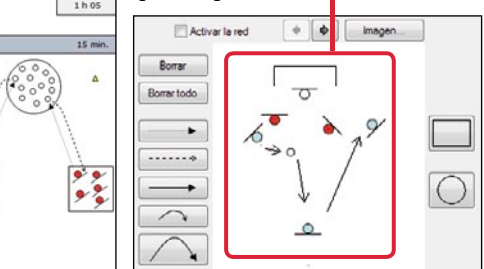 1 h 05
15 min.
Activar la red
Imagen...
Borrar
Borrar todo